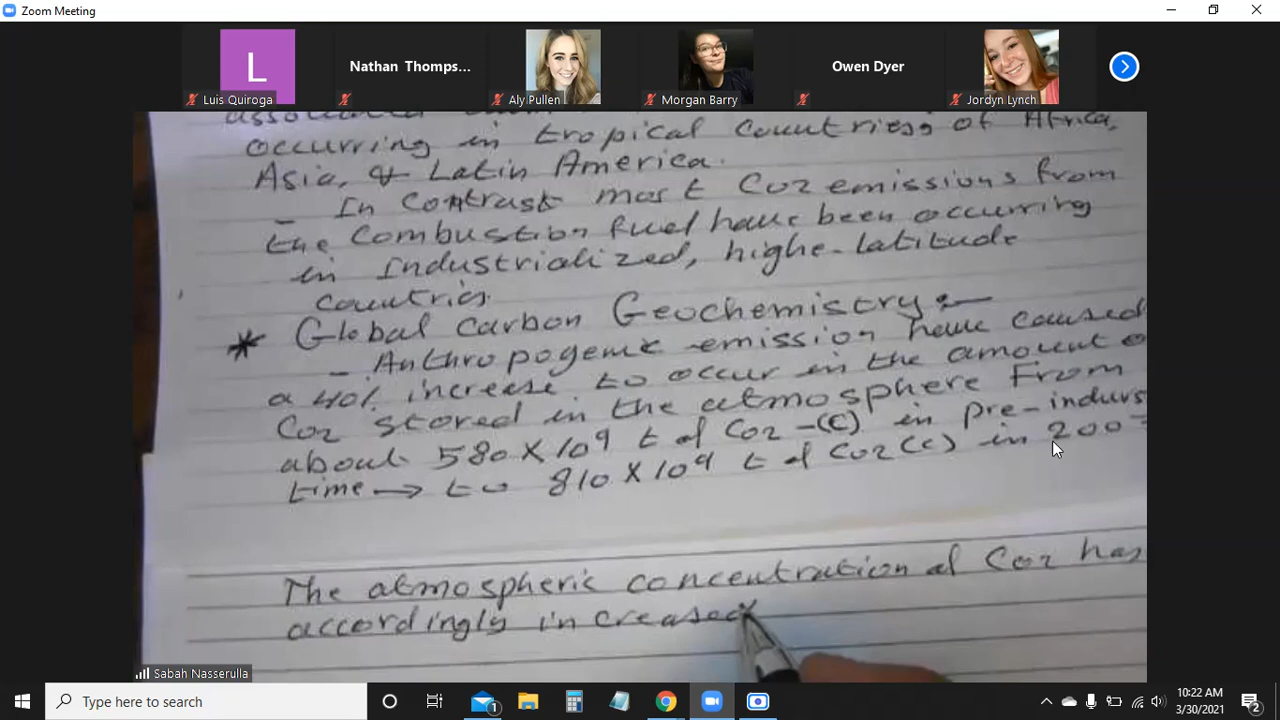 Zoom Meeting
L
Luis Quiroga
Nathan Thomps...
Aly Pullen
Morgan Barry
Owen Dyer
Jordyn Lynch
occurring in tropical countries of Africa,
Asia, & Latin America.
- In contrast most Co2 emissions from
the combustion fuel have been occurring
in Industrialized, highe-latitude
countries.
* Global carbon Geochemistry:-
- Anthropogenic emission have caused
a 40% increase to occur in the amount o
Co2 stored in the atmosphere From
about 580 X 10⁹ t of Co2 -(C) in pre-indus
time → to 810 X 10⁹ t of Co2 (C) in 200
The atmospheric concentration of Co2 has
accordingly increased
Sabah Nasserulla
Type here to search
1
10:22 AM
3/30/2021
2